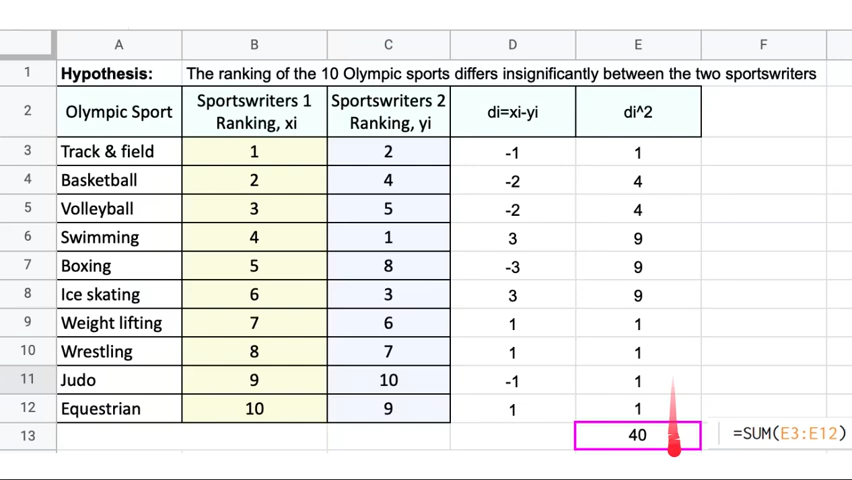 A B C D E F
1 Hypothesis: The ranking of the 10 Olympic sports differs insignificantly between the two sportswriters
2 Olympic Sport Sportswriters 1 Ranking, xi Sportswriters 2 Ranking, yi di=xi-yi di^2
3 Track & field 1 2 -1 1
4 Basketball 2 4 -2 4
5 Volleyball 3 5 -2 4
6 Swimming 4 1 3 9
7 Boxing 5 8 -3 9
8 Ice skating 6 3 3 9
9 Weight lifting 7 6 1 1
10 Wrestling 8 7 1 1
11 Judo 9 10 -1 1
12 Equestrian 10 9 1 1
13 40 =SUM(E3:E12)